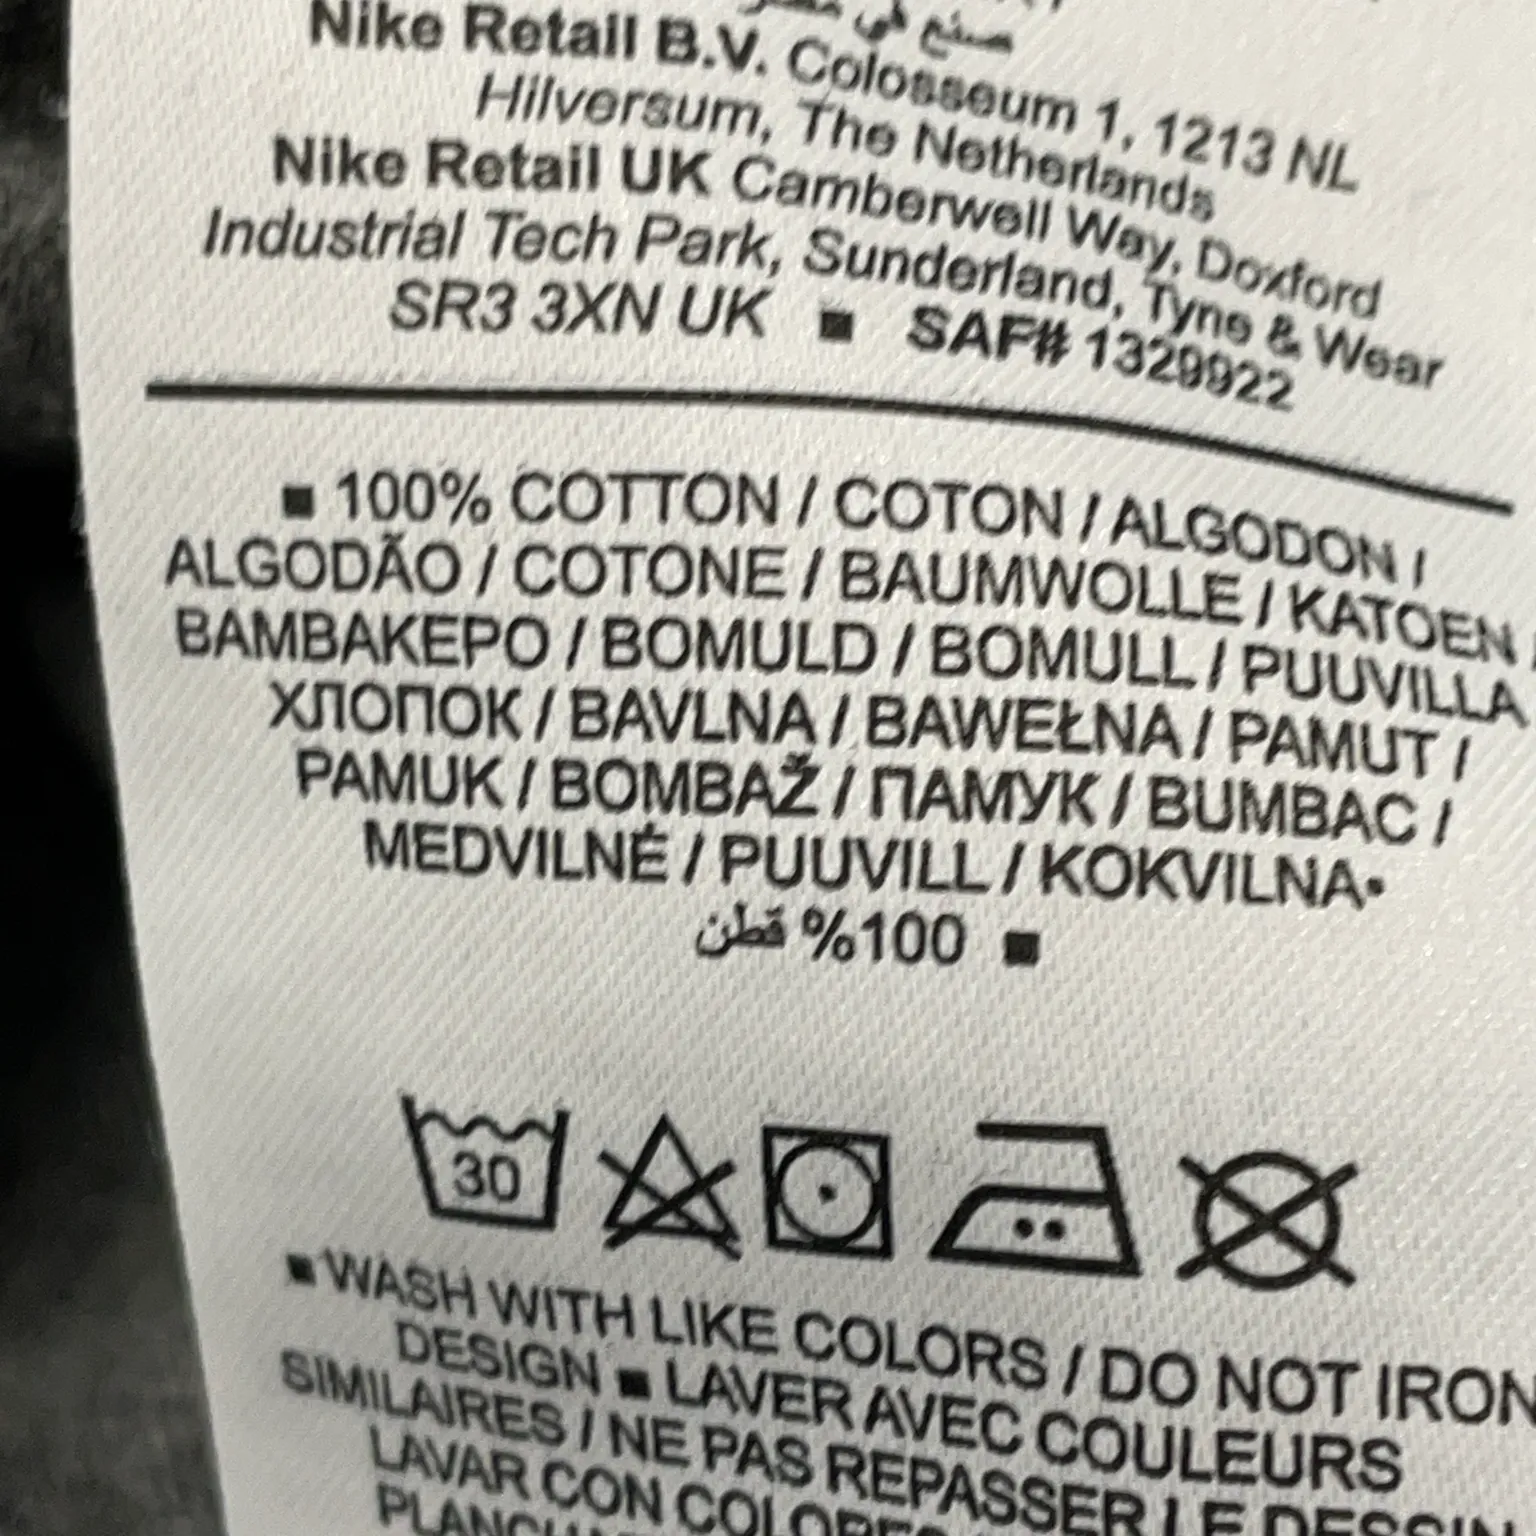 صنع في مصر
Nike Retail B.V. Colosseum 1, 1213 NL
Hilversum, The Netherlands
Nike Retail UK Camberwell Way, Doxford
Industrial Tech Park, Sunderland, Tyne & Wear
SR3 3XN UK ■ SAF# 1329922
■ 100% COTTON / COTON / ALGODON /
ALGODÃO / COTONE / BAUMWOLLE / KATOEN /
BAMBAKEPO / BOMULD / BOMULL / PUUVILLA
ХЛОПОК / BAVLNA / BAWEŁNA / PAMUT /
PAMUK / BOMBAŽ / ПАМУК / BUMBAC /
MEDVILNĖ / PUUVILL / KOKVILNA•
■ 100% قطن
30
■ WASH WITH LIKE COLORS / DO NOT IRON
DESIGN ■ LAVER AVEC COULEURS
SIMILAIRES / NE PAS REPASSER LE DESSIN
LAVAR CON